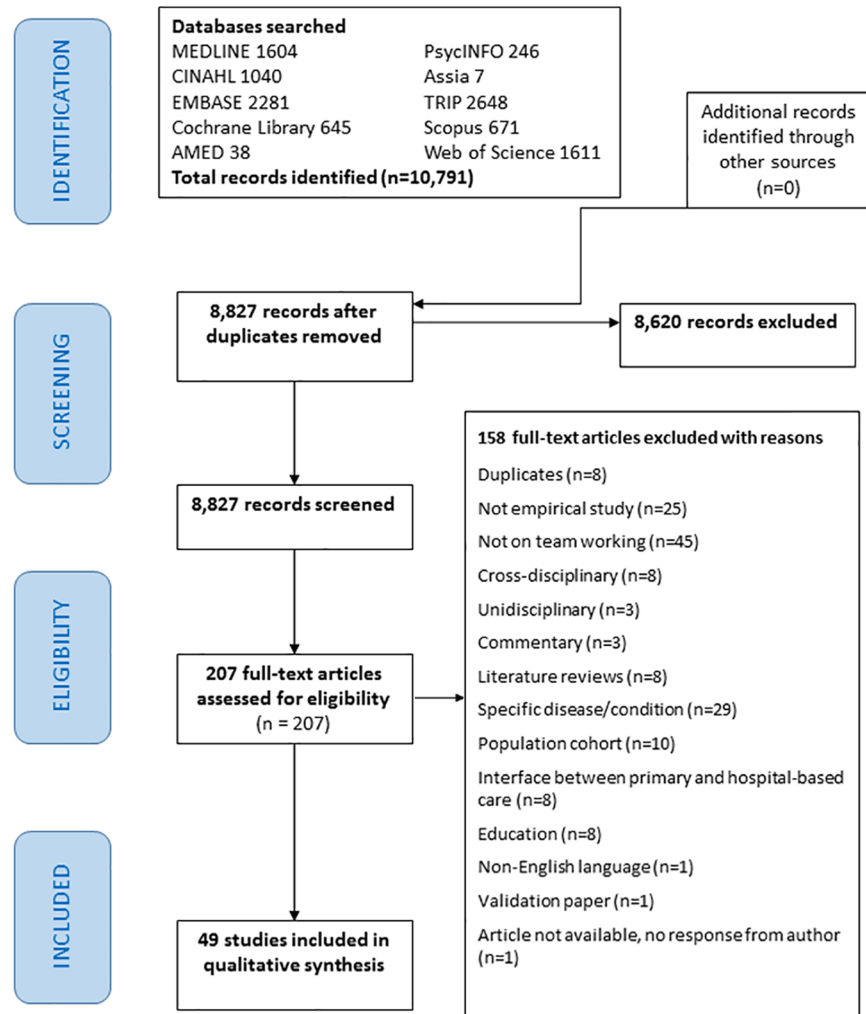 IDENTIFICATION
Databases searched
MEDLINE 1604
PsycINFO 246
CINAHL 1040
Assia 7
EMBASE 2281
TRIP 2648
Cochrane Library 645
Scopus 671
AMED 38
Web of Science 1611
Total records identified (n=10,791)
Additional records
identified through
other sources
(n=0)
SCREENING
8,827 records after
duplicates removed
8,620 records excluded
8,827 records screened
ELIGIBILITY
207 full-text articles
assessed for eligibility
(n = 207)
158 full-text articles excluded with reasons
Duplicates (n=8)
Not empirical study (n=25)
Not on team working (n=45)
Cross-disciplinary (n=8)
Unidisciplinary (n=3)
Commentary (n=3)
Literature reviews (n=8)
Specific disease/condition (n=29)
Population cohort (n=10)
Interface between primary and hospital-based
care (n=8)
Education (n=8)
Non-English language (n=1)
Validation paper (n=1)
Article not available, no response from author
(n=1)
INCLUDED
49 studies included in
qualitative synthesis